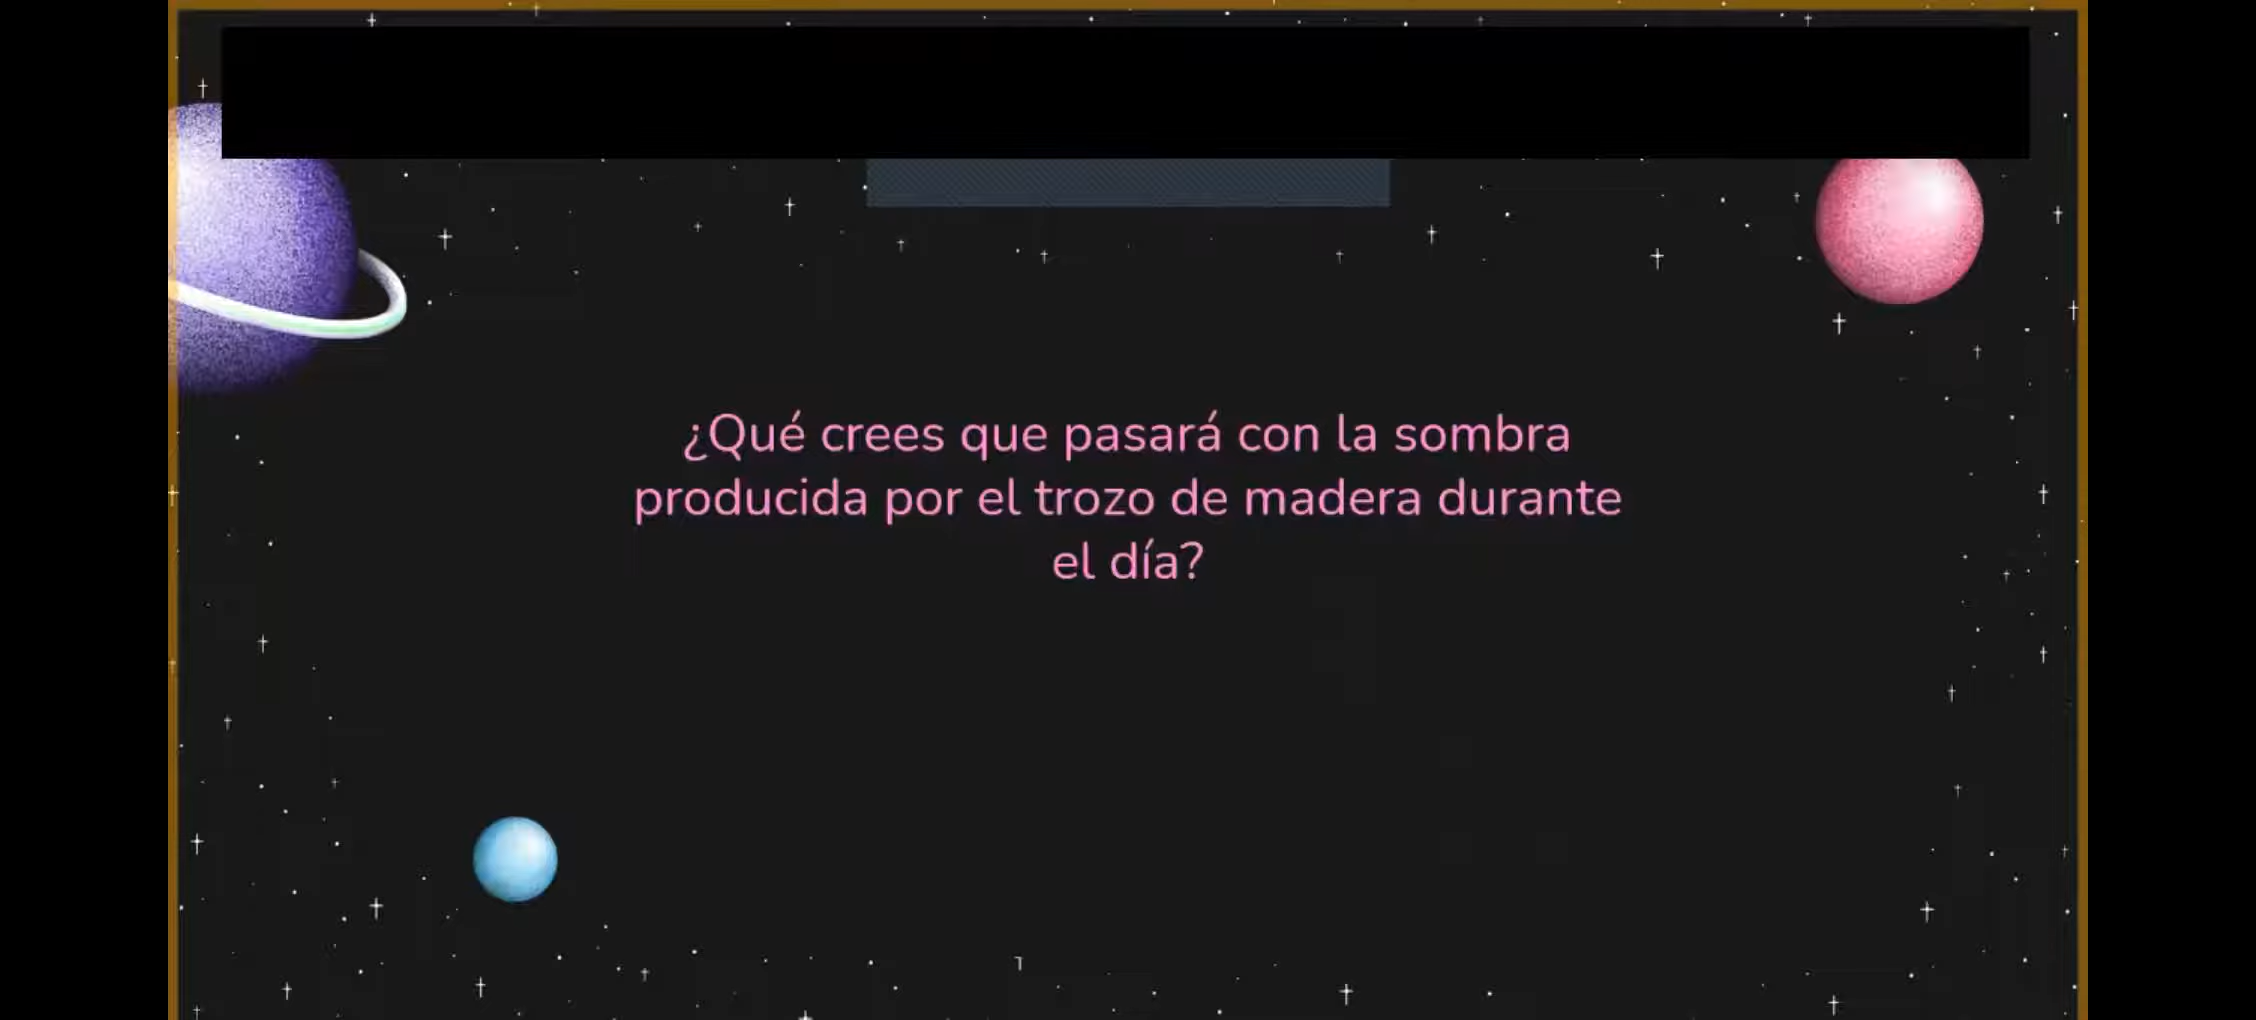 ¿Qué crees que pasará con la sombra
producida por el trozo de madera durante
el día?